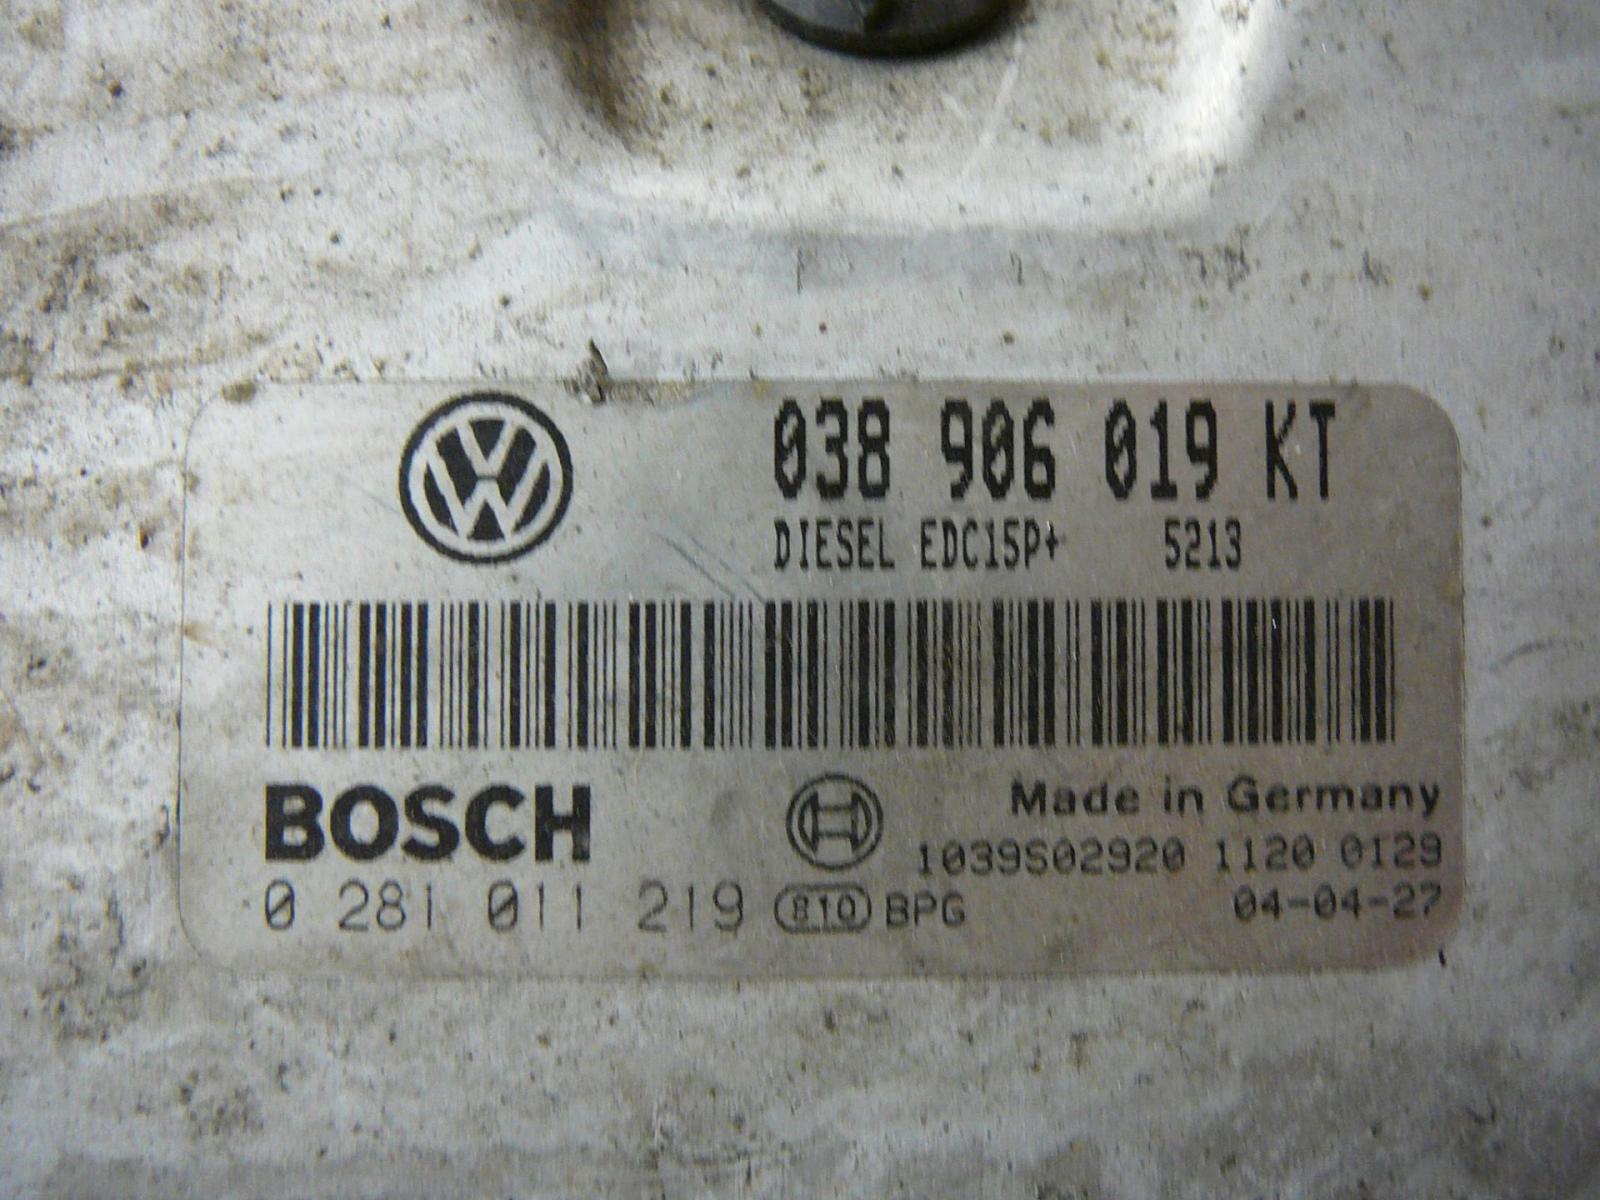 038 906 019 KT
DIESEL EDC15P+ 5213
BOSCH
Made in Germany
1039S02920 1120 0129
0 281 011 219 810 BPG 04-04-27